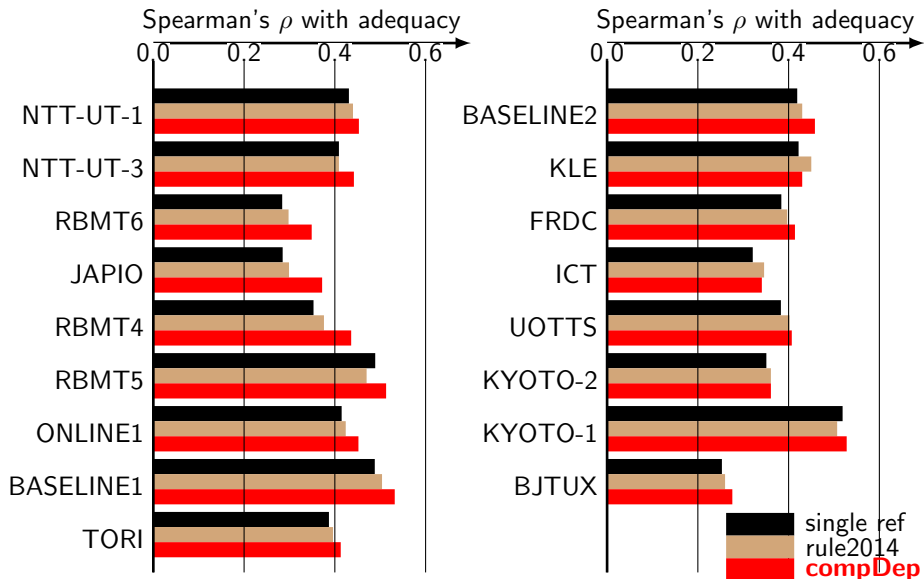 Spearman's ρ with adequacy
0 0.2 0.4 0.6
NTT-UT-1
NTT-UT-3
RBMT6
JAPIO
RBMT4
RBMT5
ONLINE1
BASELINE1
TORI
Spearman's ρ with adequacy
0 0.2 0.4 0.6
BASELINE2
KLE
FRDC
ICT
UOTTS
KYOTO-2
KYOTO-1
BJTUX
single ref
rule2014
compDep